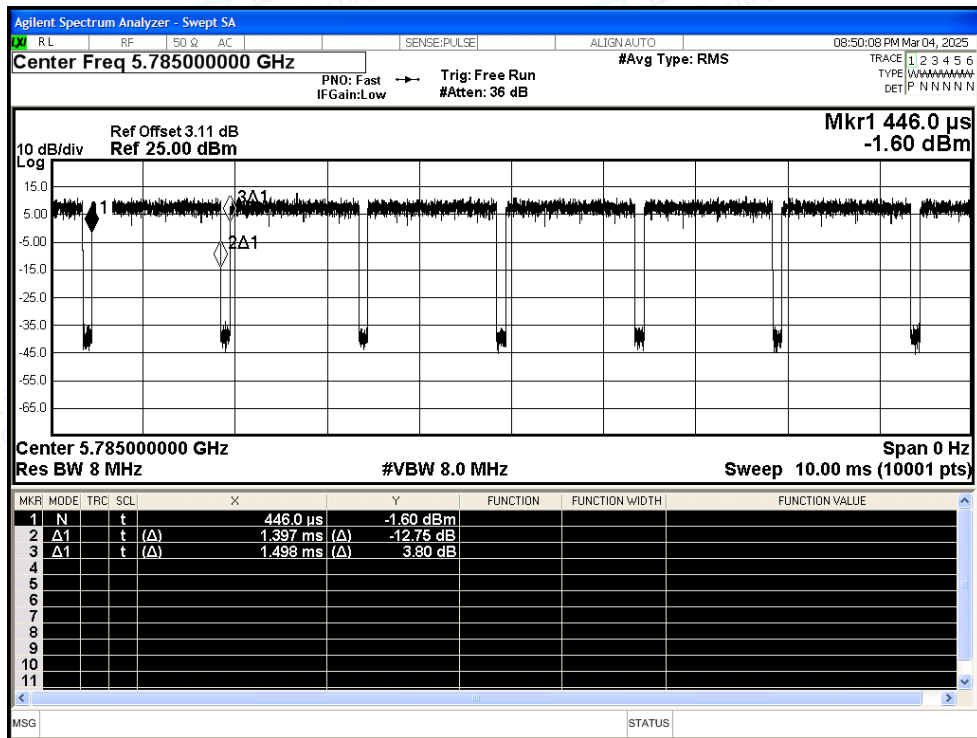 Agilent Spectrum Analyzer - Swept SA
LXI RL RF 50 Ω AC SENSE:PULSE ALIGN AUTO 08:50:08 PM Mar 04, 2025
Center Freq 5.785000000 GHz #Avg Type: RMS TRACE 1 2 3 4 5 6
PNO: Fast Trig: Free Run TYPE WWWWWW
IFGain:Low #Atten: 36 dB DET P N N N N N
Mkr1 446.0 µs
Ref Offset 3.11 dB
10 dB/div Ref 25.00 dBm -1.60 dBm
Log
15.0
3Δ1
5.00 1
2Δ1
-5.00
-15.0
-25.0
-35.0
-45.0
-55.0
-65.0
Center 5.785000000 GHz Span 0 Hz
Res BW 8 MHz #VBW 8.0 MHz Sweep 10.00 ms (10001 pts)
MKR MODE TRC SCL X Y FUNCTION FUNCTION WIDTH FUNCTION VALUE
1 N t 446.0 µs -1.60 dBm
2 Δ1 t (Δ) 1.397 ms (Δ) -12.75 dB
3 Δ1 t (Δ) 1.498 ms (Δ) 3.80 dB
4
5
6
7
8
9
10
11
MSG STATUS